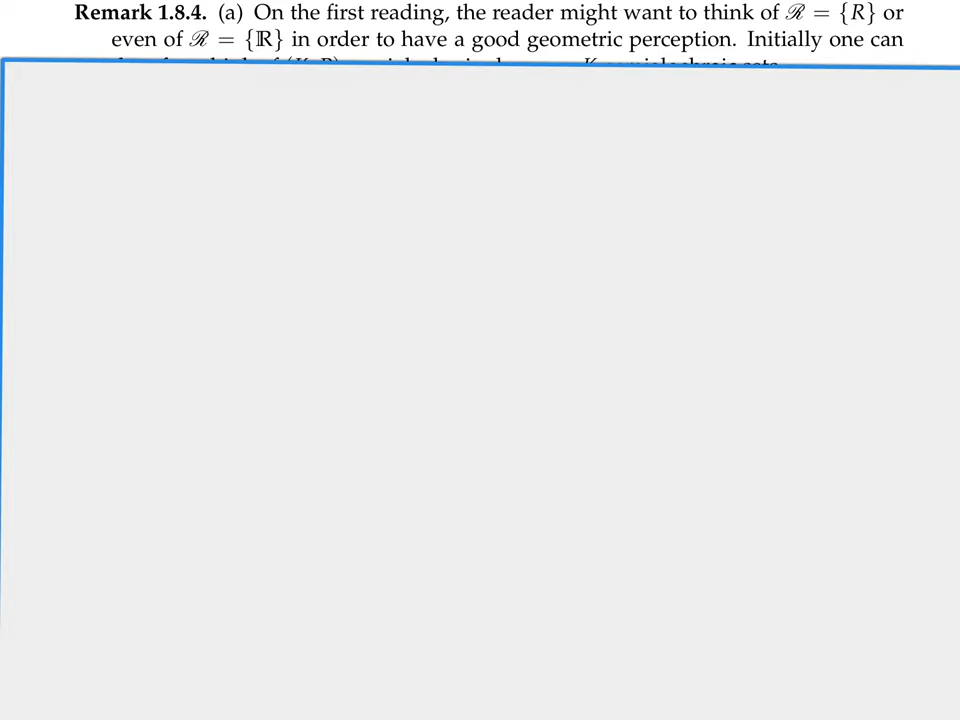 Remark 1.8.4. (a) On the first reading, the reader might want to think of ℛ = {R} or
even of ℛ = {ℝ} in order to have a good geometric perception. Initially one can